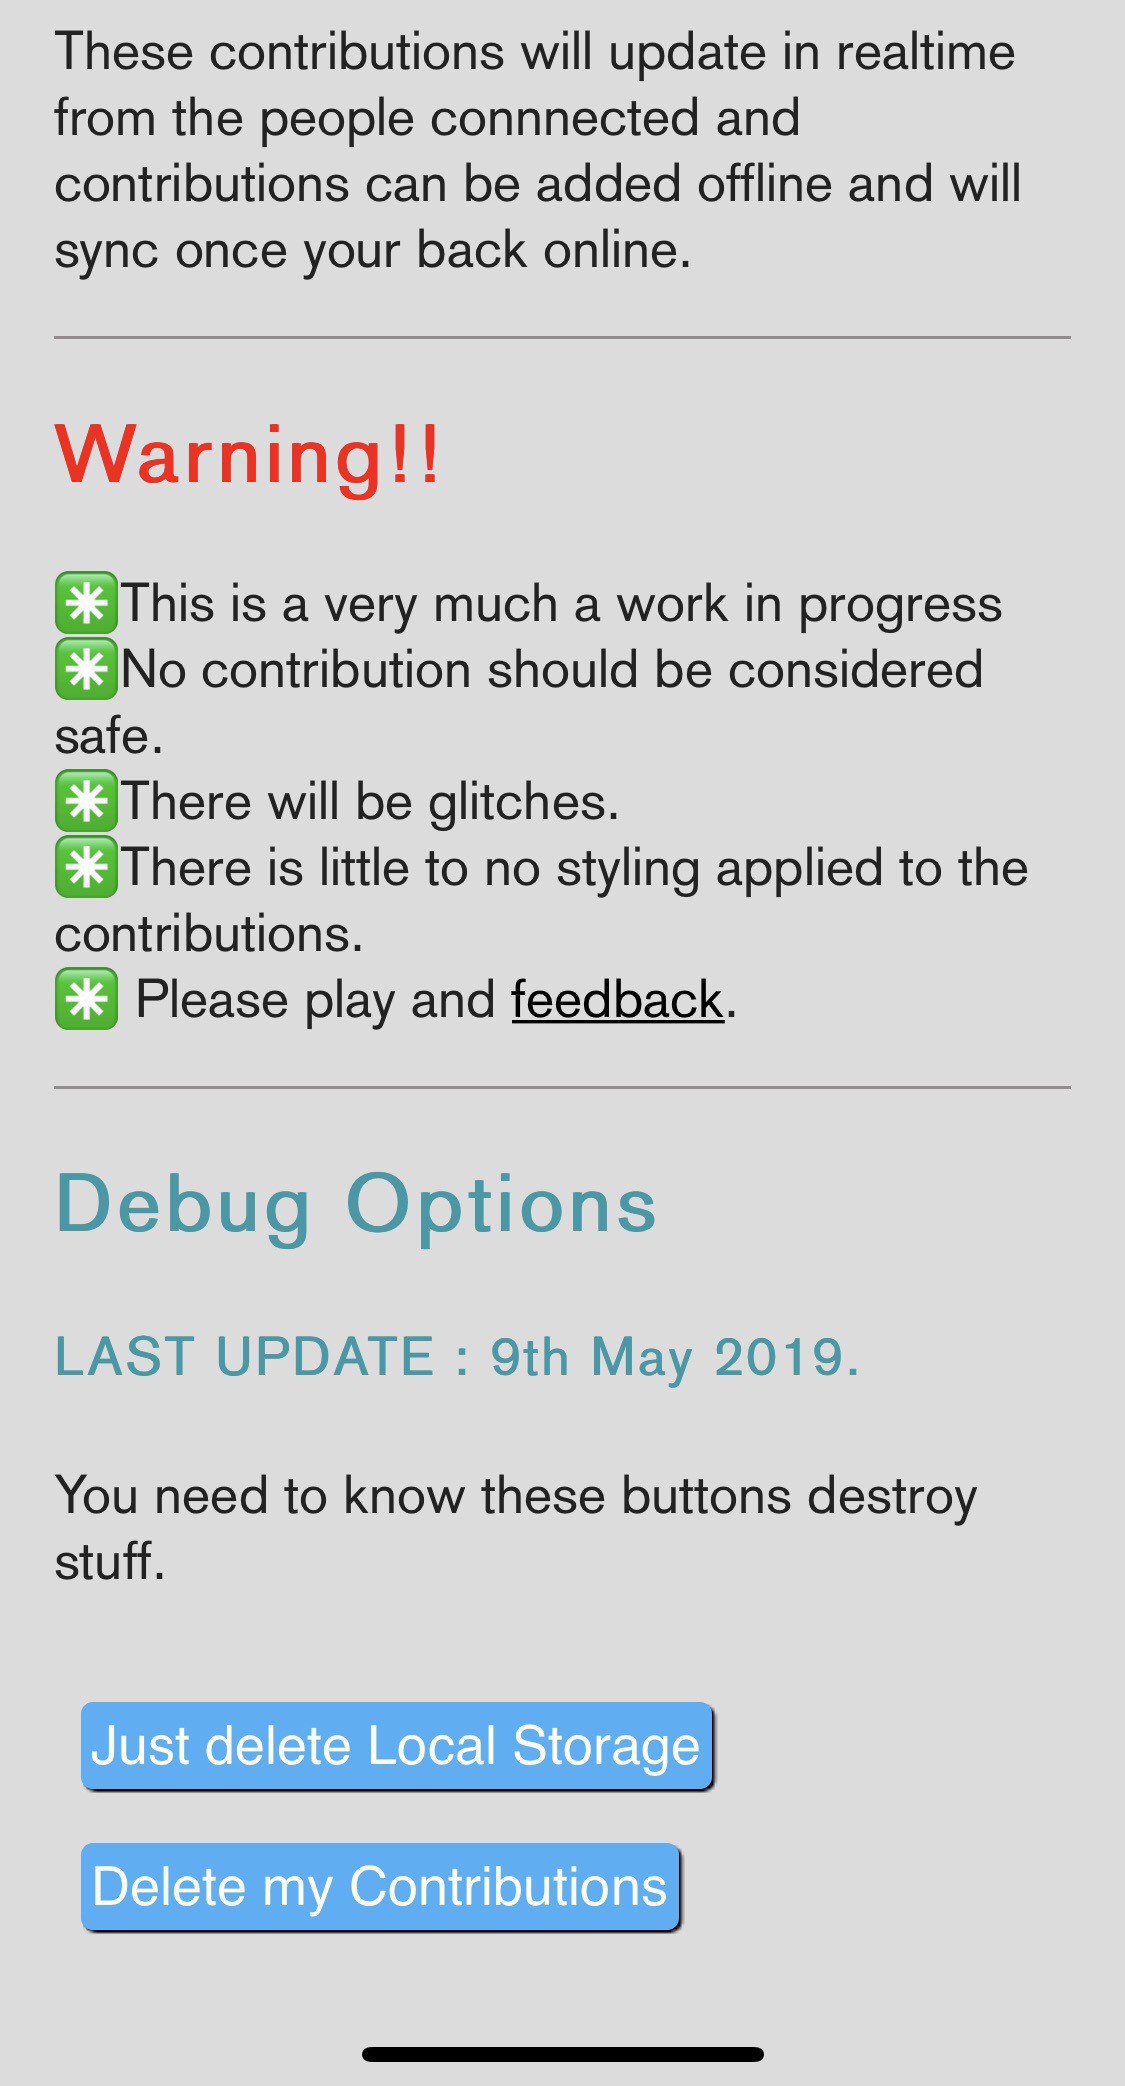 These contributions will update in realtime
from the people connnected and
contributions can be added offline and will
sync once your back online.
Warning!!
✳️This is a very much a work in progress
✳️No contribution should be considered
safe.
✳️There will be glitches.
✳️There is little to no styling applied to the
contributions.
✳️ Please play and feedback.
Debug Options
LAST UPDATE : 9th May 2019.
You need to know these buttons destroy
stuff.
Just delete Local Storage
Delete my Contributions